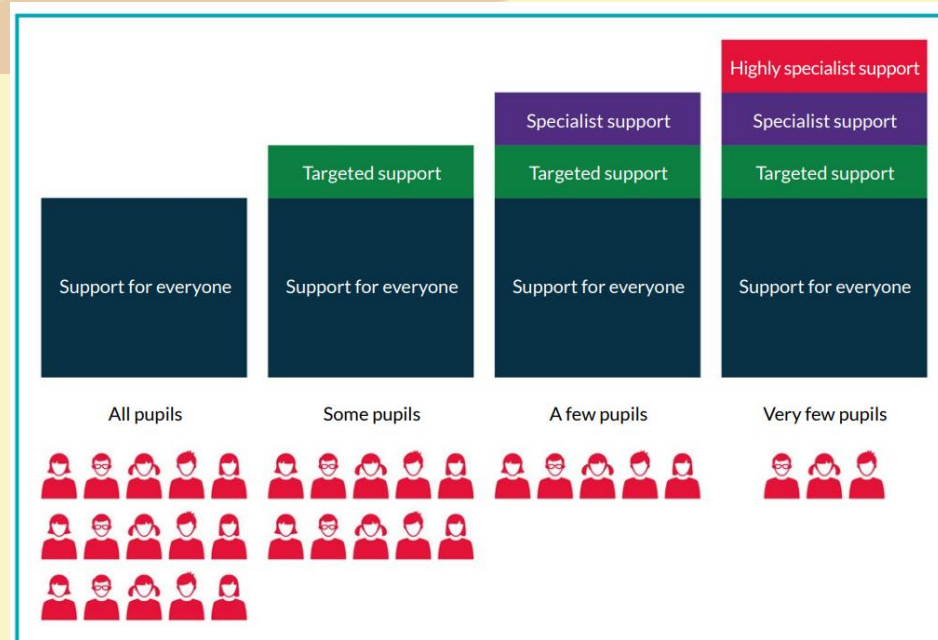 Highly specialist support
Specialist support
Specialist support
Targeted support
Targeted support
Targeted support
Support for everyone
Support for everyone
Support for everyone
Support for everyone
All pupils
Some pupils
A few pupils
Very few pupils